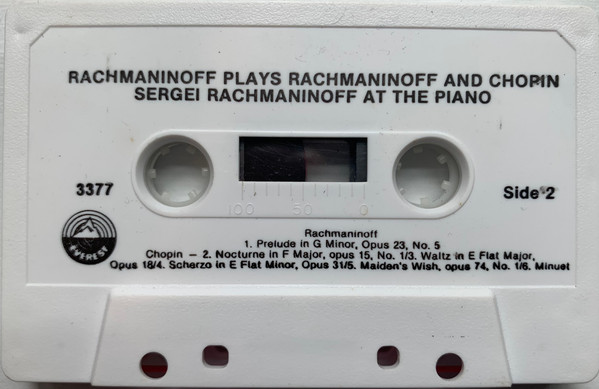 RACHMANINOFF PLAYS RACHMANINOFF AND CHOPIN
SERGEI RACHMANINOFF AT THE PIANO
3377
Side 2
100 50 0
EVEREST
Rachmaninoff
1. Prelude in G Minor, Opus 23, No. 5
Chopin — 2. Nocturne in F Major, opus 15, No. 1/3. Waltz in E Flat Major,
Opus 18/4. Scherzo in E Flat Minor, Opus 31/5. Maiden's Wish, opus 74, No. 1/6. Minuet